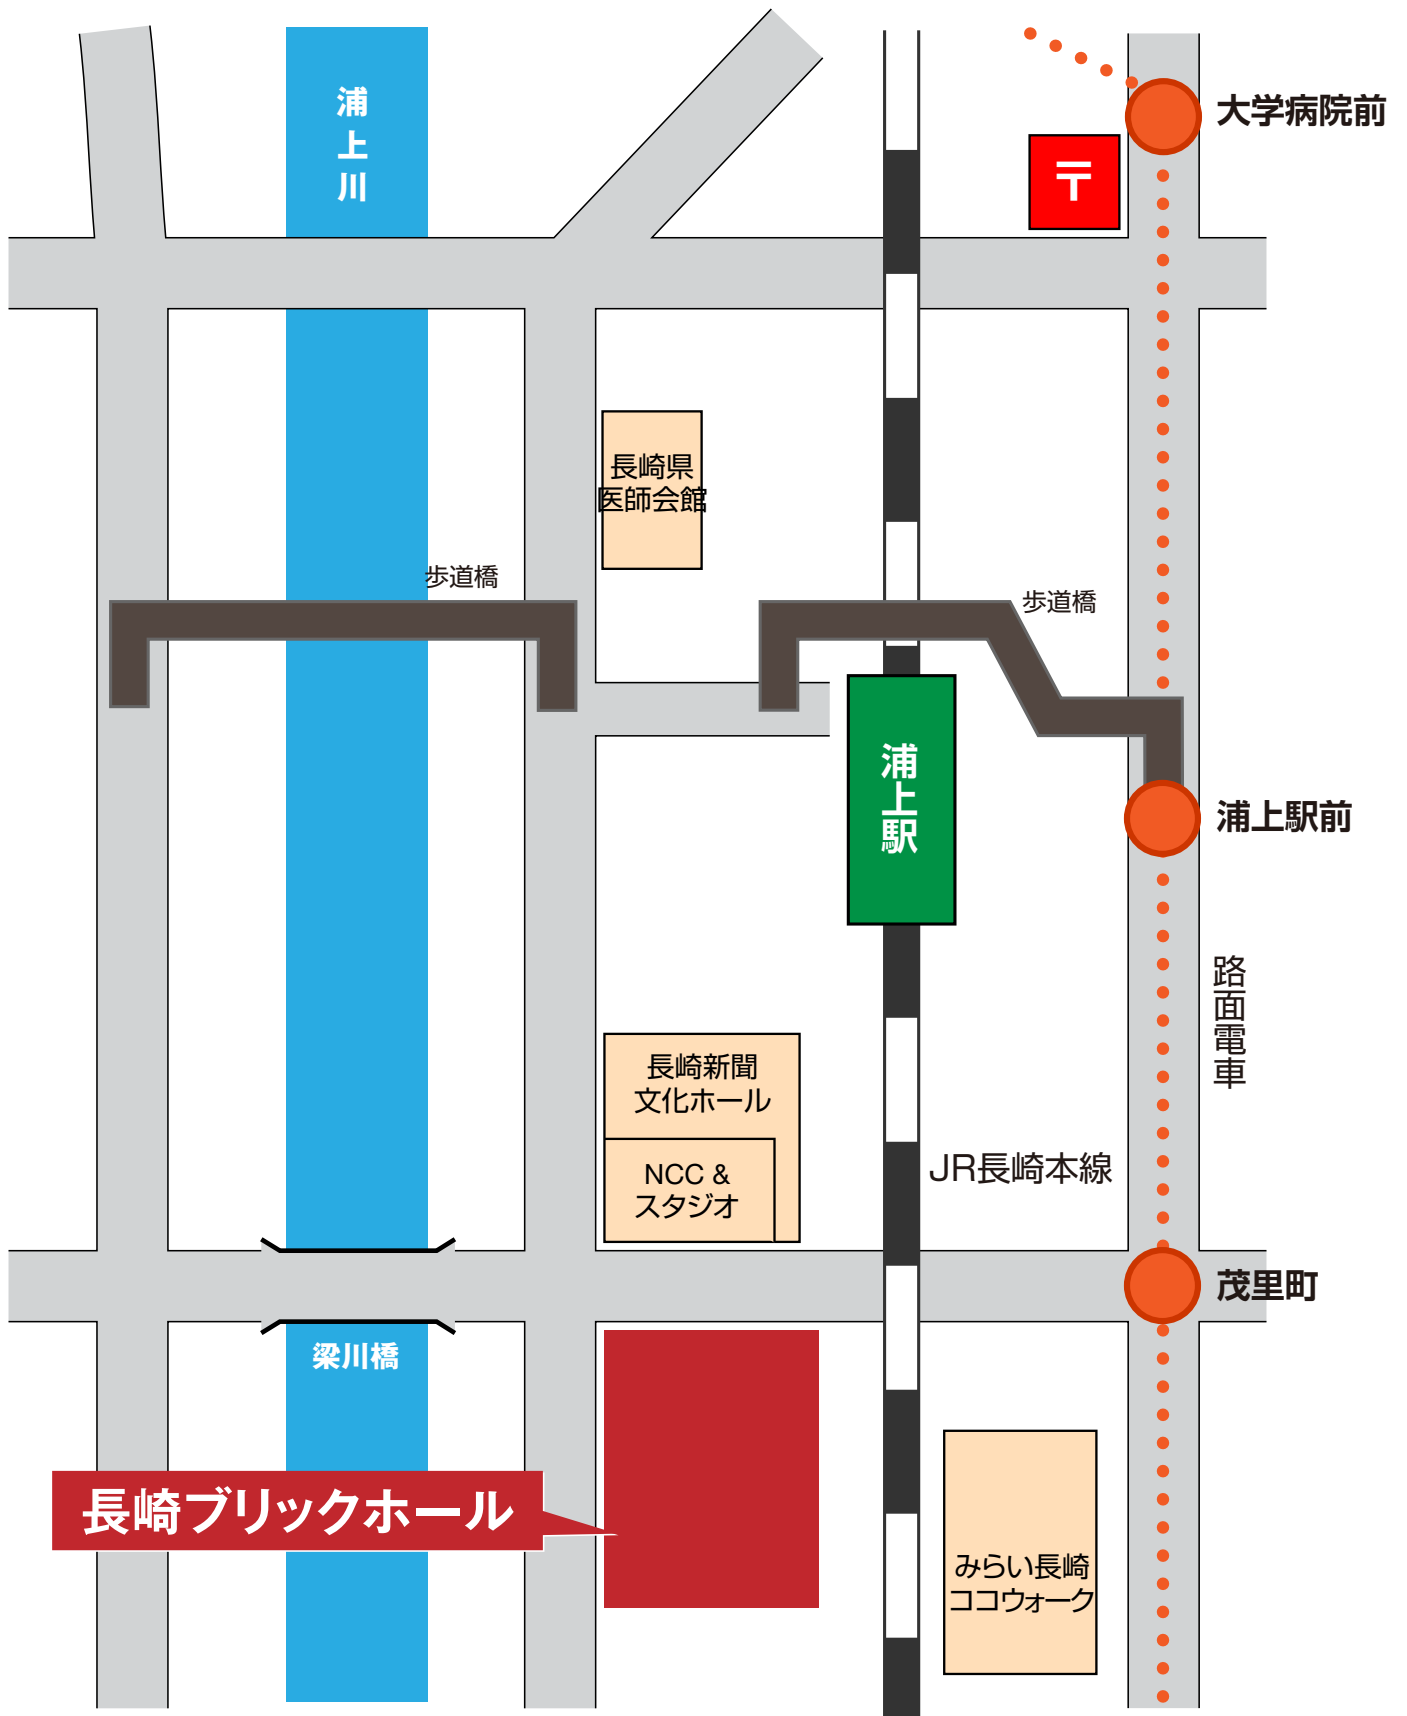 浦上川
大学病院前
〒
長崎県
医師会館
歩道橋
歩道橋
浦上駅
浦上駅前
路面電車
長崎新聞
文化ホール
NCC &
スタジオ
JR長崎本線
茂里町
梁川橋
長崎ブリックホール
みらい長崎
ココウォーク